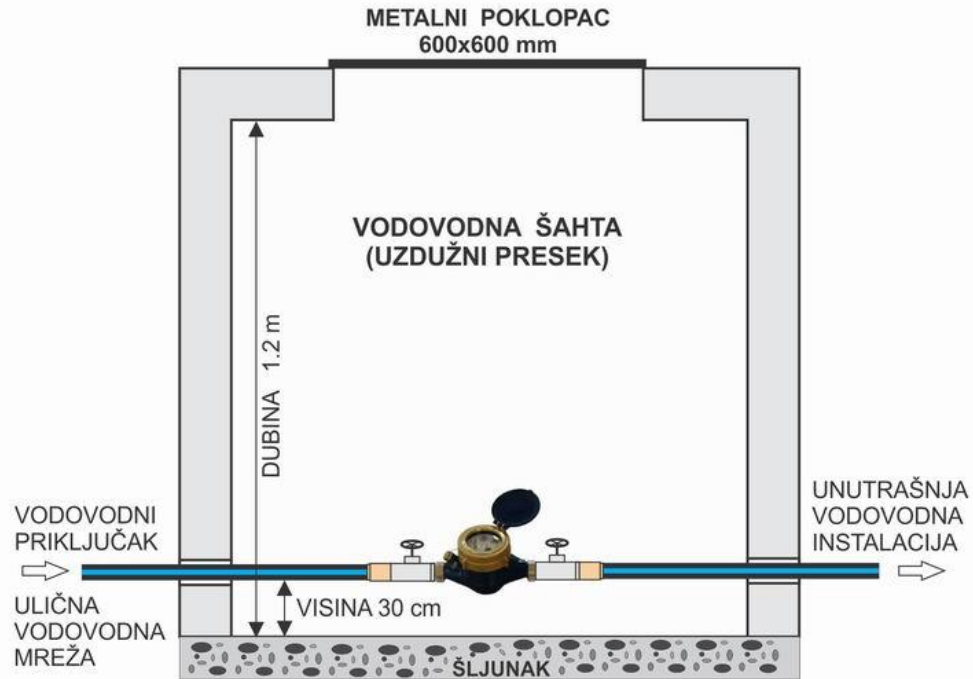 METALNI POKLOPAC
600x600 mm
VODOVODNA ŠAHTA
(UZDUŽNI PRESEK)
DUBINA 1.2 m
VODOVODNI
PRIKLJUČAK
ULIČNA
VODOVODNA
MREŽA
VISINA 30 cm
UNUTRAŠNJA
VODOVODNA
INSTALACIJA
ŠLJUNAK